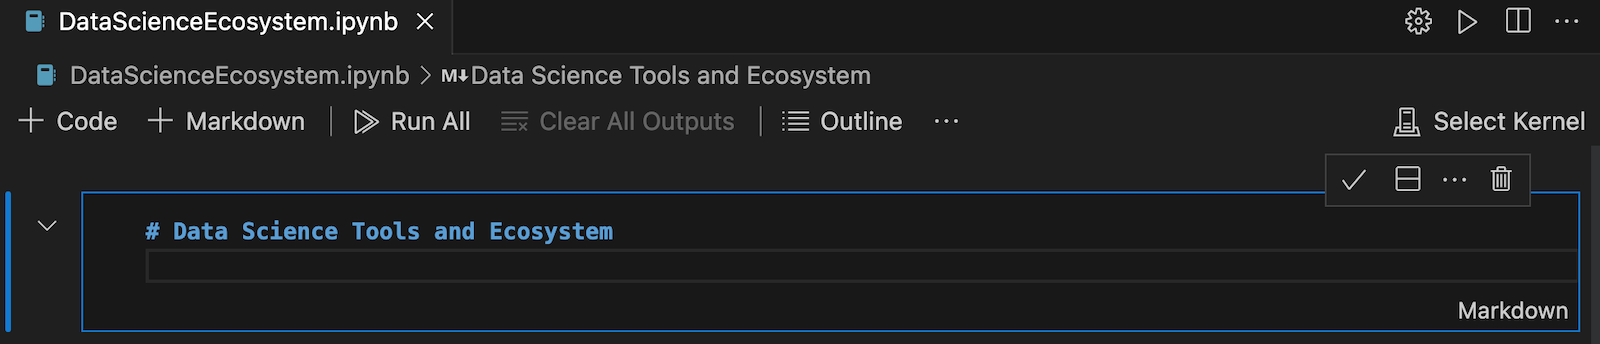 DataScienceEcosystem.ipynb
DataScienceEcosystem.ipynb > M↓ Data Science Tools and Ecosystem
+ Code + Markdown Run All Clear All Outputs Outline ... Select Kernel
# Data Science Tools and Ecosystem
Markdown